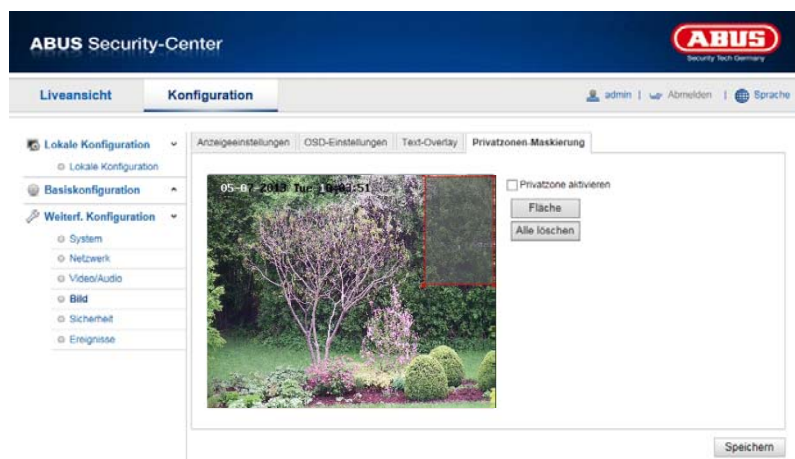 ABUS Security-Center
ABUS
Security Tech Germany
Liveansicht
Konfiguration
admin | Abmelden | Sprache
Lokale Konfiguration
Lokale Konfiguration
Basiskonfiguration
Weiterf. Konfiguration
System
Netzwerk
Video/Audio
Bild
Sicherheit
Ereignisse
Anzeigeeinstellungen
OSD-Einstellungen
Text-Overlay
Privatzonen-Maskierung
Tue
Privatzone aktivieren
Fläche
Alle löschen
Speichern